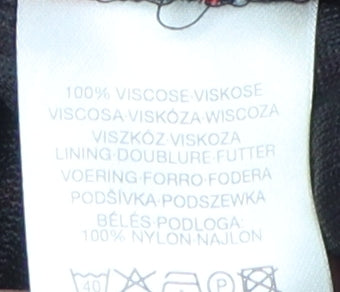 100% VISCOSE·VISKOSE
VISCOSA·VISKÓZA·WISCOZA
VISZKÓZ·VISKOZA
LINING·DOUBLURE·FUTTER
VOERING·FORRO·FODERA
PODŠÍVKA·PODSZEWKA
BÉLÉS·PODLOGA:
100% NYLON·NAJLON
40 P